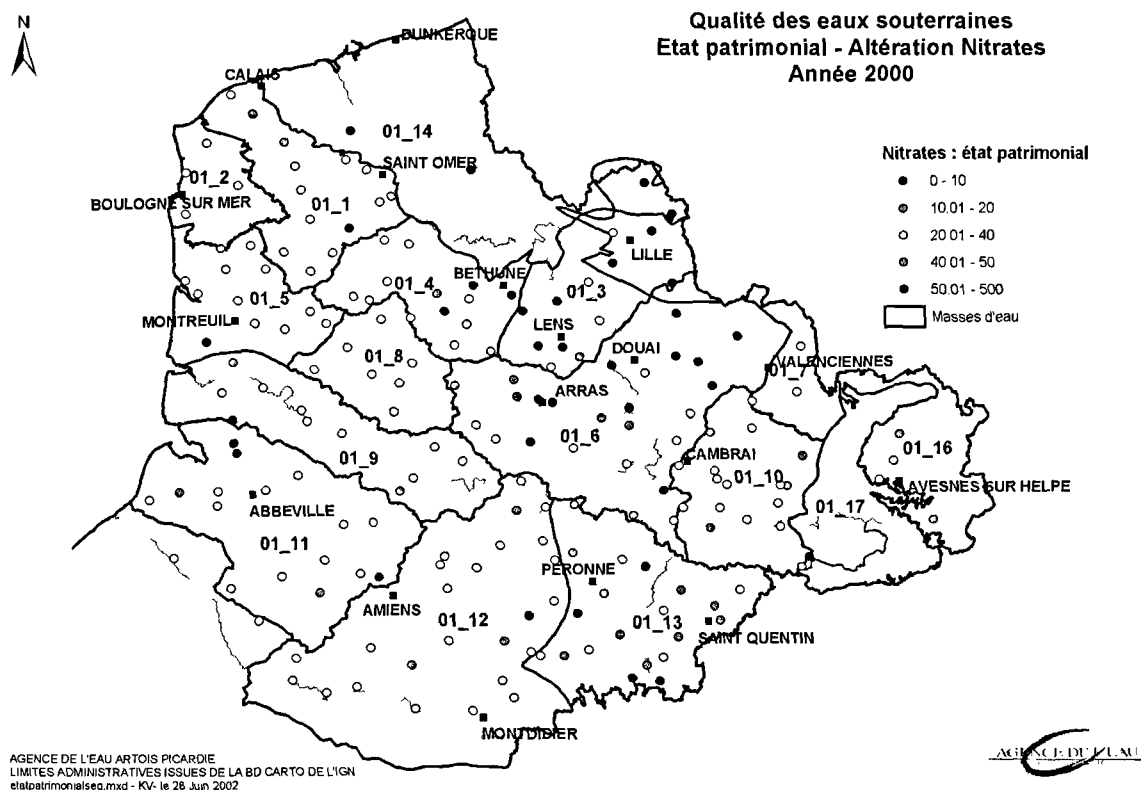 N
Qualité des eaux souterraines
Etat patrimonial - Altération Nitrates
Année 2000
DUNKERQUE
CALAIS
01_14
Nitrates : état patrimonial
0 - 10
10.01 - 20
20.01 - 40
40.01 - 50
50.01 - 500
Masses d'eau
SAINT OMER
01_2
BOULOGNE SUR MER
01_1
LILLE
BETHUNE
01_4
01_3
01_5
MONTREUIL
LENS
01_8
DOUAI
VALENCIENNES
01_7
ARRAS
01_6
01_16
CAMBRAI
01_9
01_10
AVESNES SUR HELPE
01_17
ABBEVILLE
01_11
PERONNE
AMIENS
01_12
01_13
SAINT QUENTIN
MONTDIDIER
AGENCE DE L'EAU
AGENCE DE L'EAU ARTOIS PICARDIE
LIMITES ADMINISTRATIVES ISSUES DE LA BD CARTO DE L'IGN
etatpatrimonialseq.mxd - KV- le 28 Juin 2002